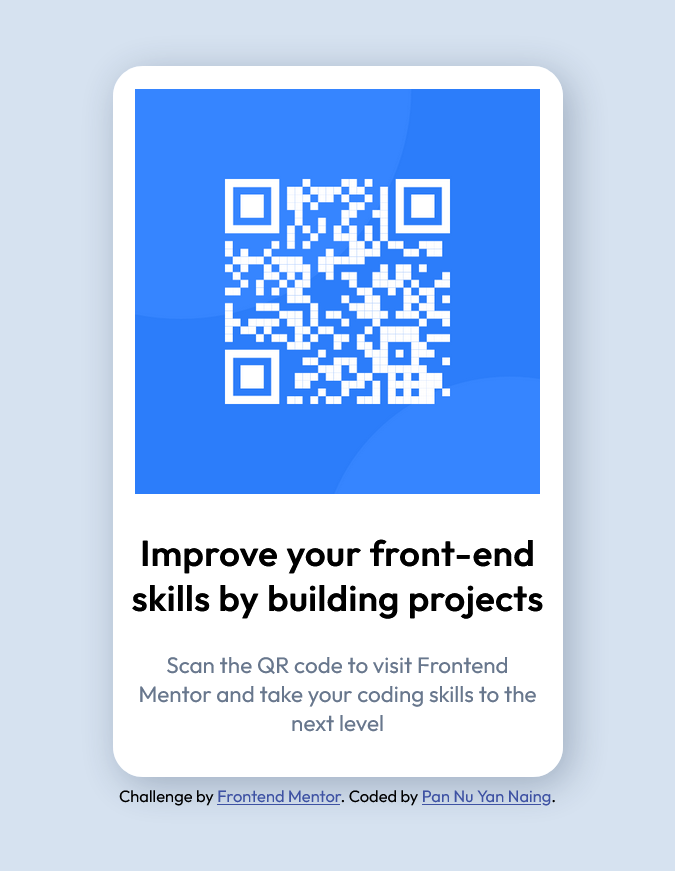 Improve your front-end
skills by building projects
Scan the QR code to visit Frontend
Mentor and take your coding skills to the
next level
Challenge by Frontend Mentor. Coded by Pan Nu Yan Naing.